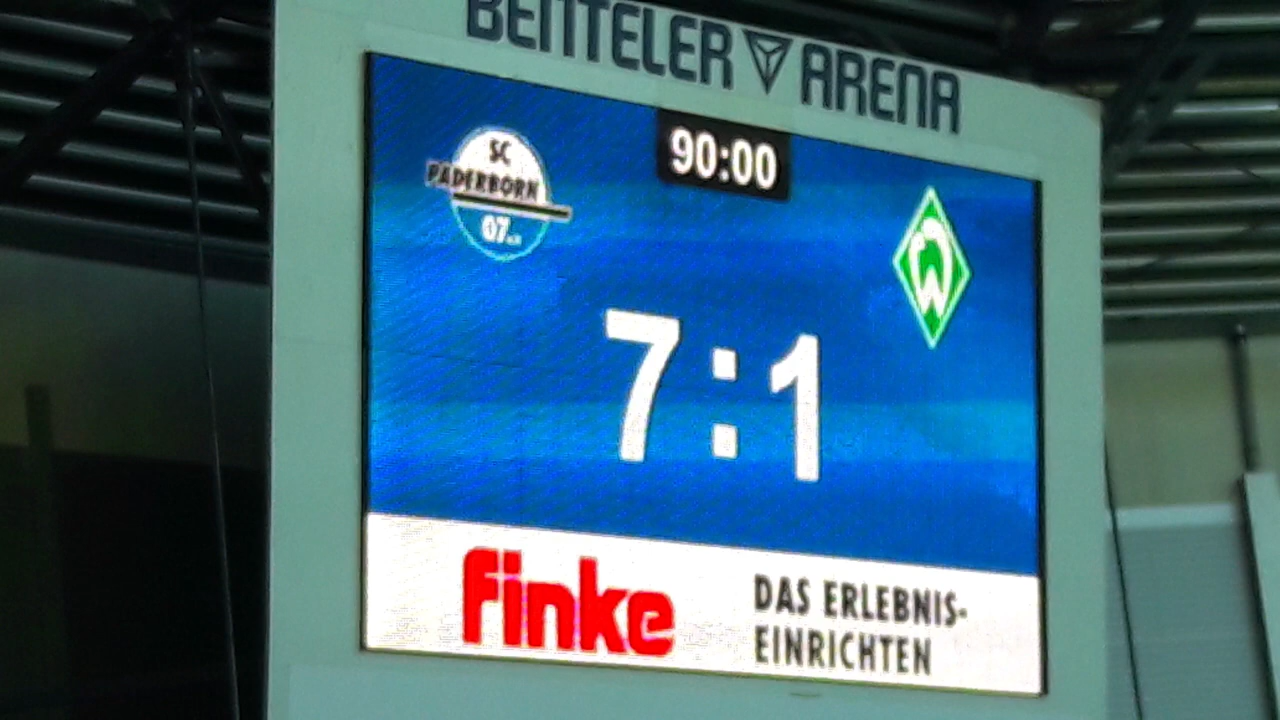 BENTELER ARENA
90:00
SC
PADERBORN
07
W
7:1
finke
DAS ERLEBNIS-
EINRICHTEN